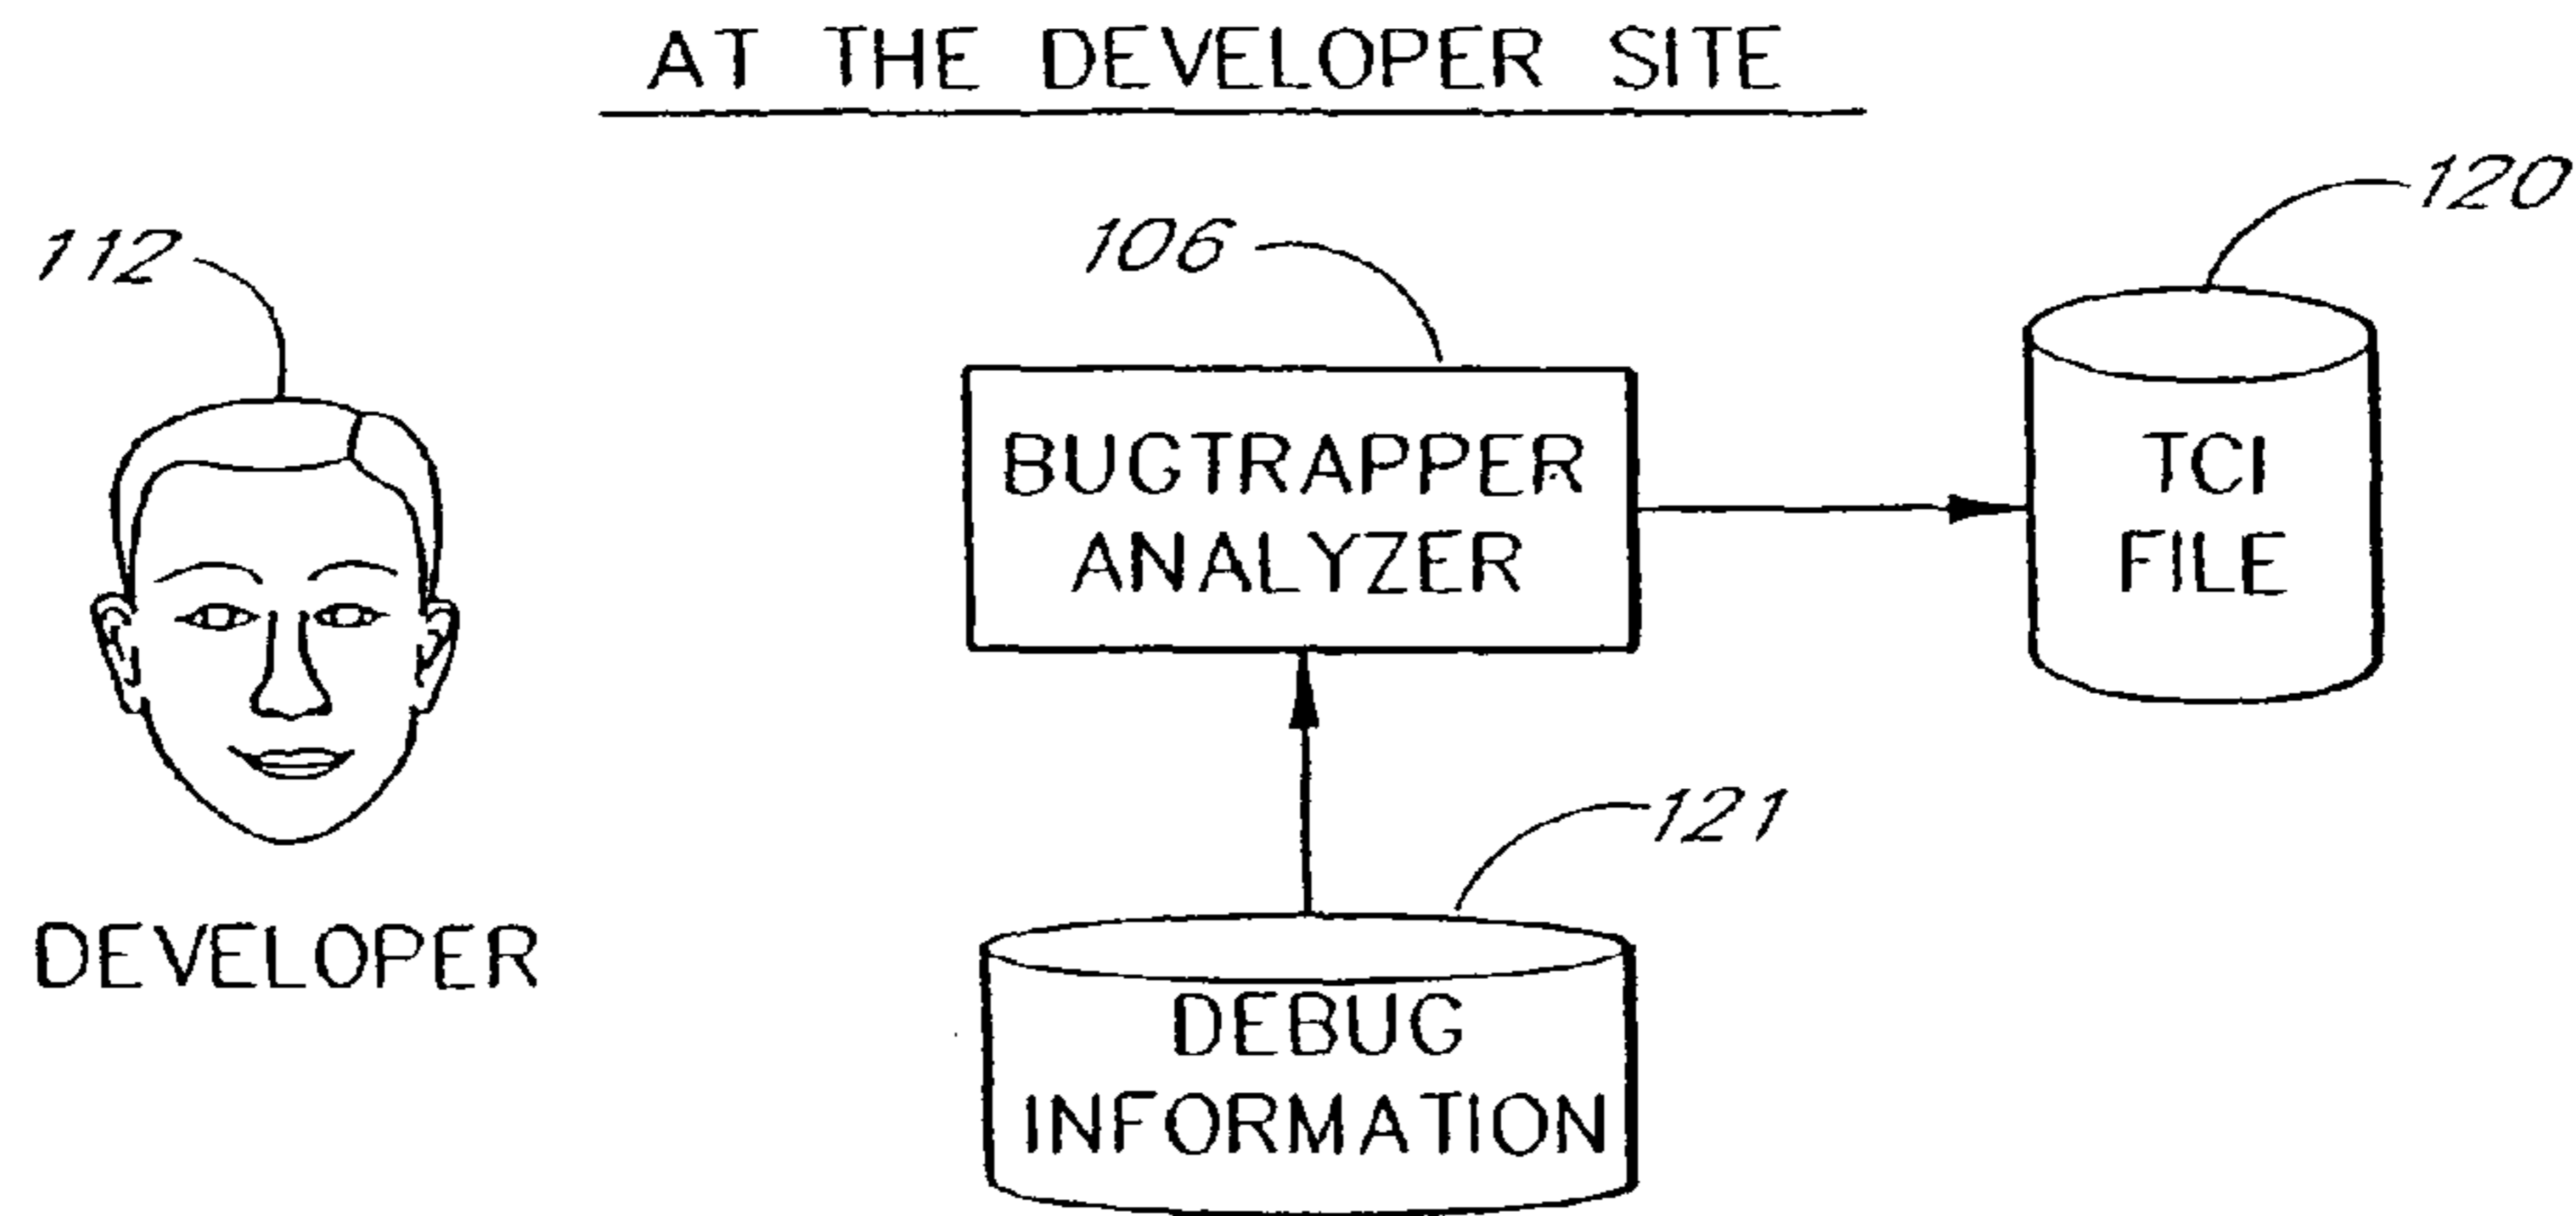 AT THE DEVELOPER SITE
112
106
120
BUGTRAPPER
ANALYZER
TCI
FILE
121
DEVELOPER
DEBUG
INFORMATION